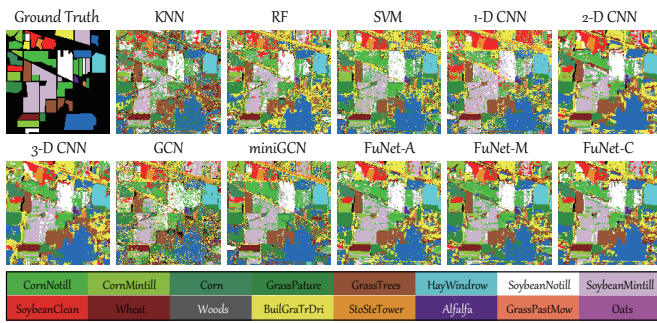 Ground Truth KNN RF SVM 1-D CNN 2-D CNN
3-D CNN GCN miniGCN FuNet-A FuNet-M FuNet-C
CornNotill CornMintill Corn GrassPature GrassTrees HayWindrow SoybeanNotill SoybeanMintill
SoybeanClean Wheat Woods BuilGraTrDri StoSteTower Alfalfa GrassPastMow Oats